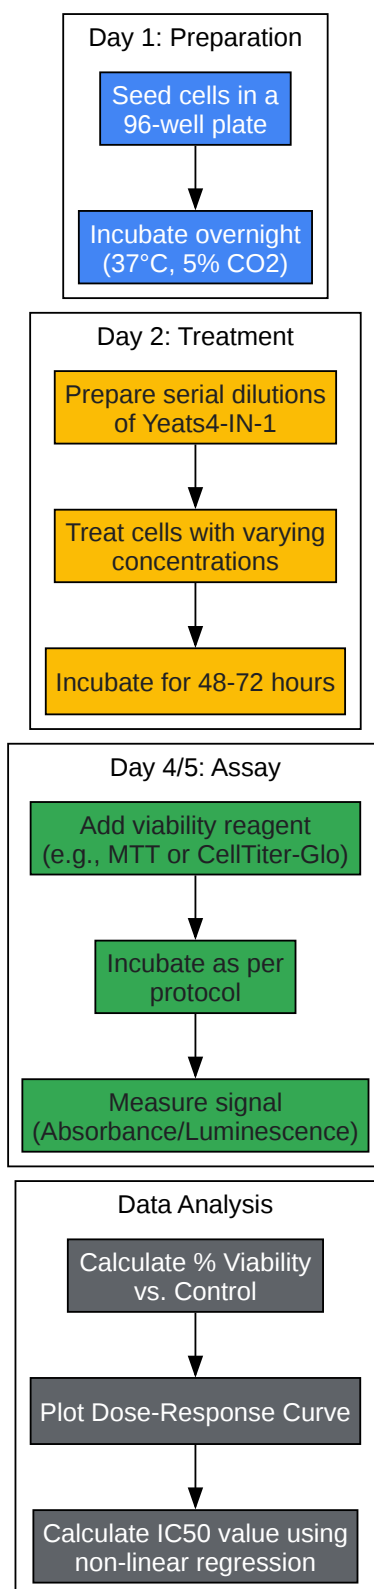 Day 1: Preparation
Seed cells in a
96-well plate
Incubate overnight
(37°C, 5% CO2)
Day 2: Treatment
Prepare serial dilutions
of Yeats4-IN-1
Treat cells with varying
concentrations
Incubate for 48-72 hours
Day 4/5: Assay
Add viability reagent
(e.g., MTT or CellTiter-Glo)
Incubate as per
protocol
Measure signal
(Absorbance/Luminescence)
Data Analysis
Calculate % Viability
vs. Control
Plot Dose-Response Curve
Calculate IC50 value using
non-linear regression